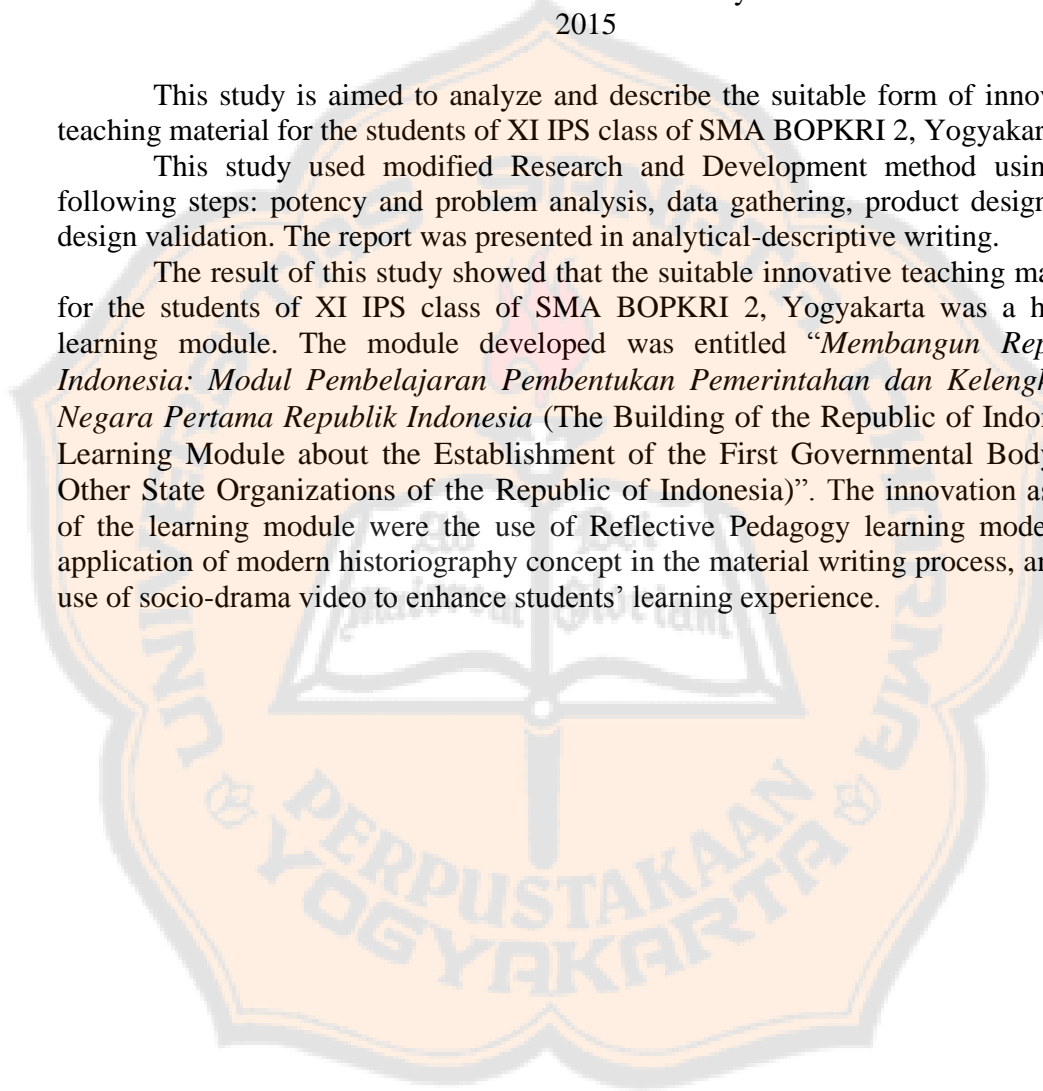 2015
This study is aimed to analyze and describe the suitable form of innov
teaching material for the students of XI IPS class of SMA BOPKRI 2, Yogyakar
This study used modified Research and Development method usin
following steps: potency and problem analysis, data gathering, product design
design validation. The report was presented in analytical-descriptive writing.
The result of this study showed that the suitable innovative teaching ma
for the students of XI IPS class of SMA BOPKRI 2, Yogyakarta was a h
learning module. The module developed was entitled “Membangun Rep
Indonesia: Modul Pembelajaran Pembentukan Pemerintahan dan Kelengk
Negara Pertama Republik Indonesia (The Building of the Republic of Indo
Learning Module about the Establishment of the First Governmental Body
Other State Organizations of the Republic of Indonesia)”. The innovation as
of the learning module were the use of Reflective Pedagogy learning mode
application of modern historiography concept in the material writing process, an
use of socio-drama video to enhance students’ learning experience.
UNIVERSITAS SANATA DHARMA
Ad Dei
Maiorem Gloriam
PERPUSTAKAAN
YOGYAKARTA